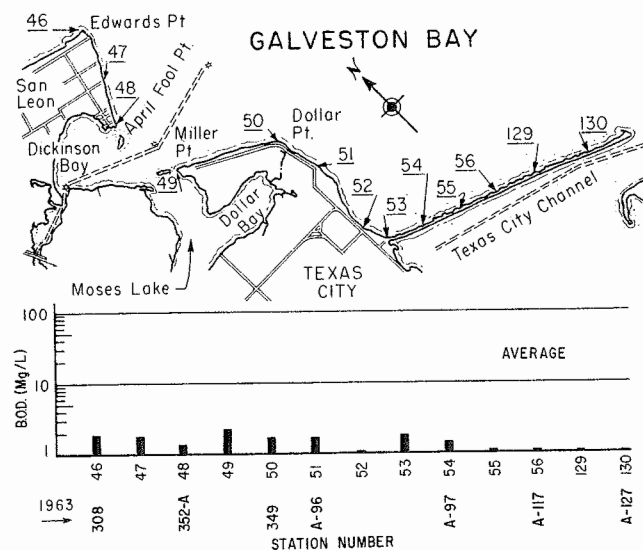 46
Edwards Pt
47
GALVESTON BAY
San
Leon
48
April Fool Pt.
N
50
Dollar
Pt.
Miller
Pt
Dickinson
Bay
49
51
130
129
56
54
55
52
53
Dollar
Bay
Texas City Channel
Moses Lake
TEXAS
CITY
100
AVERAGE
10
1
B.O.D. (Mg/L)
46 47 48 49 50 51 52 53 54 55 56 129 130
1963
308 352-A 349 A-96 A-97 A-117 A-127
STATION NUMBER